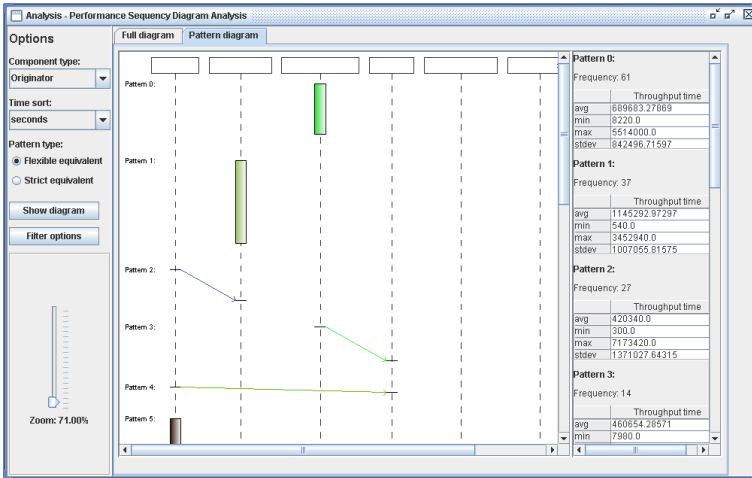 Analysis - Performance Sequency Diagram Analysis
Options
Component type:
Originator
Time sort:
seconds
Pattern type:
Flexible equivalent
Strict equivalent
Show diagram
Filter options
Zoom: 71.00%
Full diagram
Pattern diagram
Pattern 0:
Pattern 1:
Pattern 2:
Pattern 3:
Pattern 4:
Pattern 5:
Pattern 0:
Frequency: 61
Throughput time
avg 689683.27869
min 8220.0
max 5514000.0
stdev 842496.71597
Pattern 1:
Frequency: 37
Throughput time
avg 1145292.97297
min 540.0
max 3452940.0
stdev 1007055.81575
Pattern 2:
Frequency: 27
Throughput time
avg 420340.0
min 300.0
max 7173420.0
stdev 1371027.64315
Pattern 3:
Frequency: 14
Throughput time
avg 460654.28571
min 7980.0